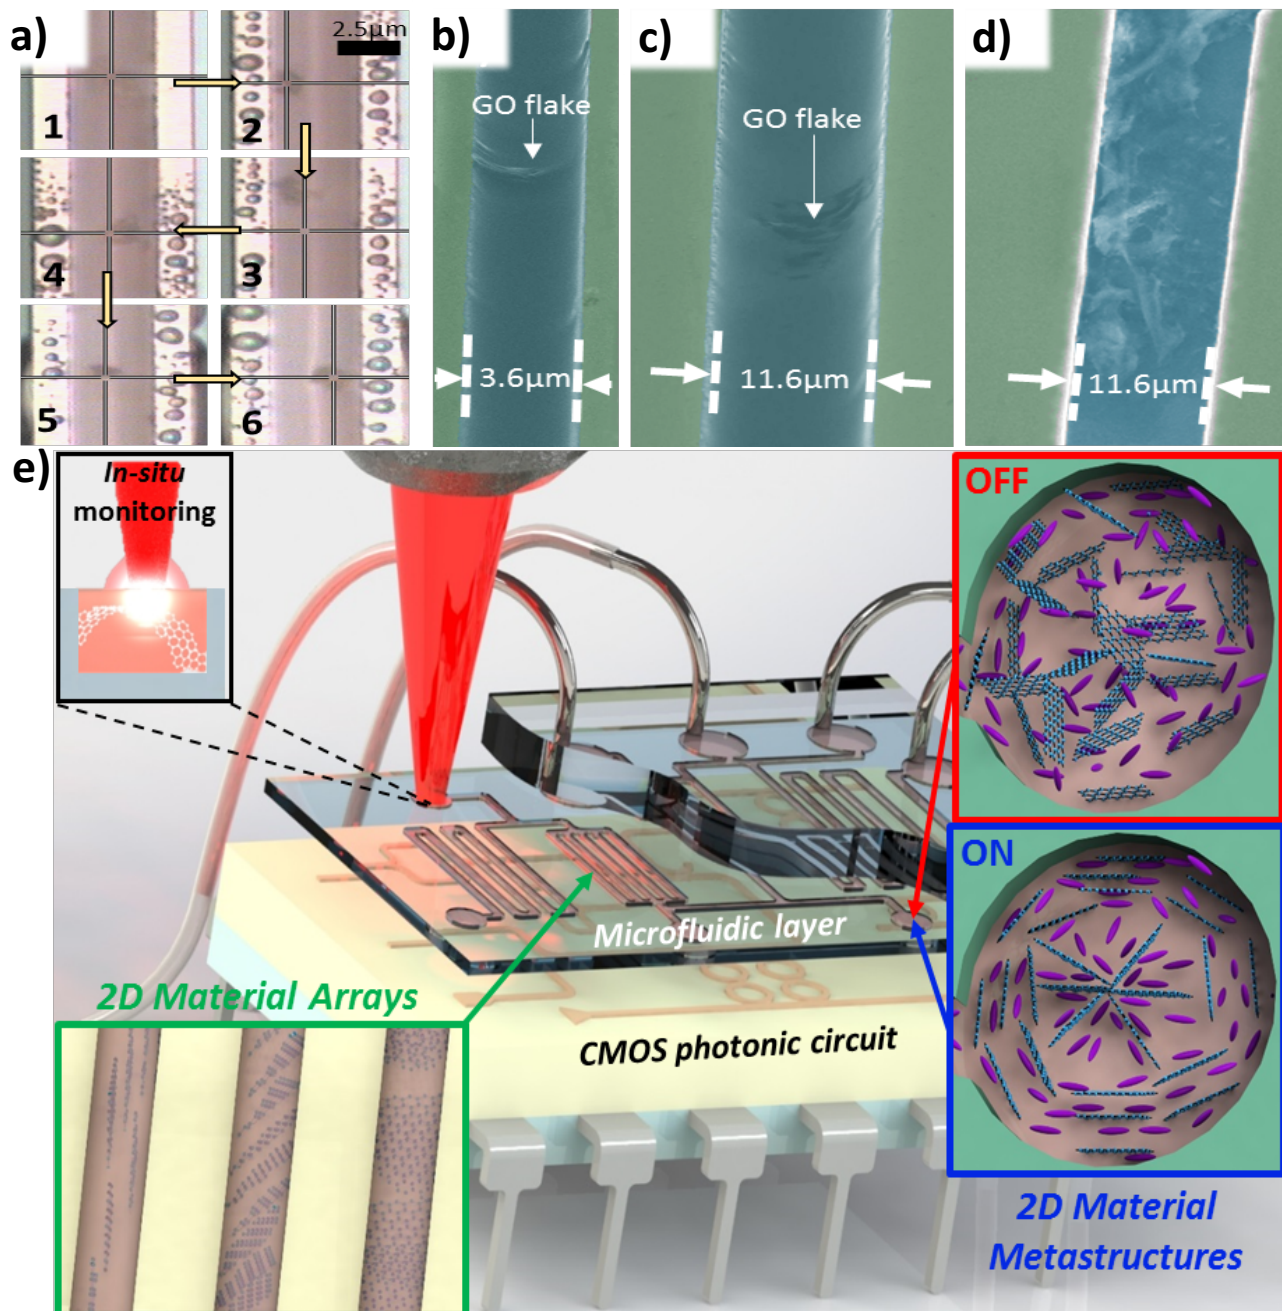 a)
2.5µm
1
2
4
3
5
6
b)
GO flake
3.6µm
c)
GO flake
11.6µm
d)
11.6µm
e)
In-situ
monitoring
OFF
ON
Microfluidic layer
2D Material Arrays
CMOS photonic circuit
2D Material
Metastructures